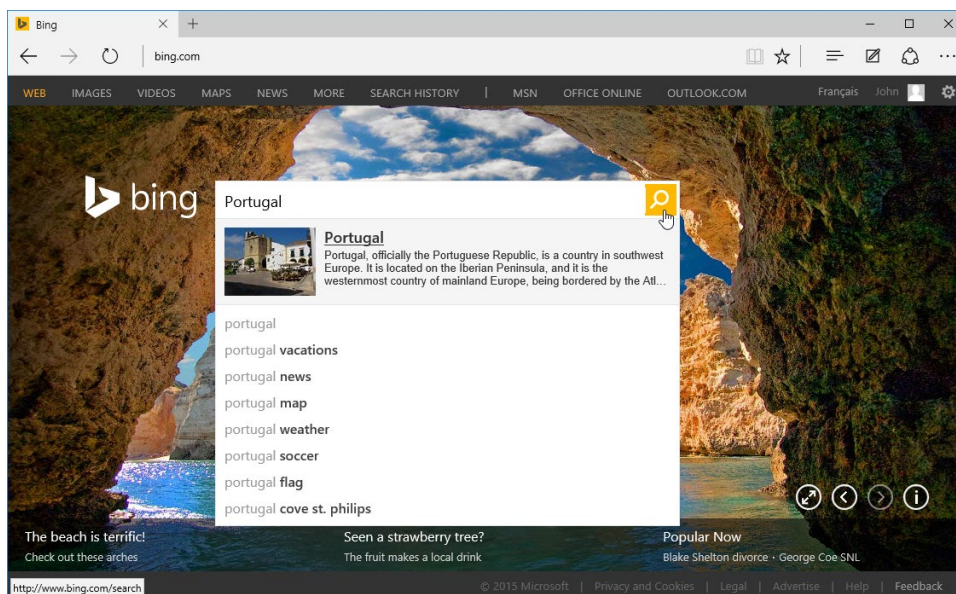 Bing
bing.com
WEB IMAGES VIDEOS MAPS NEWS MORE SEARCH HISTORY | MSN OFFICE ONLINE OUTLOOK.COM Français John
bing
Portugal
Portugal
Portugal, officially the Portuguese Republic, is a country in southwest
Europe. It is located on the Iberian Peninsula, and it is the
westernmost country of mainland Europe, being bordered by the Atl...
portugal
portugal vacations
portugal news
portugal map
portugal weather
portugal soccer
portugal flag
portugal cove st. philips
The beach is terrific! Seen a strawberry tree? Popular Now
Check out these arches The fruit makes a local drink Blake Shelton divorce · George Coe SNL
http://www.bing.com/search © 2015 Microsoft | Privacy and Cookies | Legal | Advertise | Help | Feedback